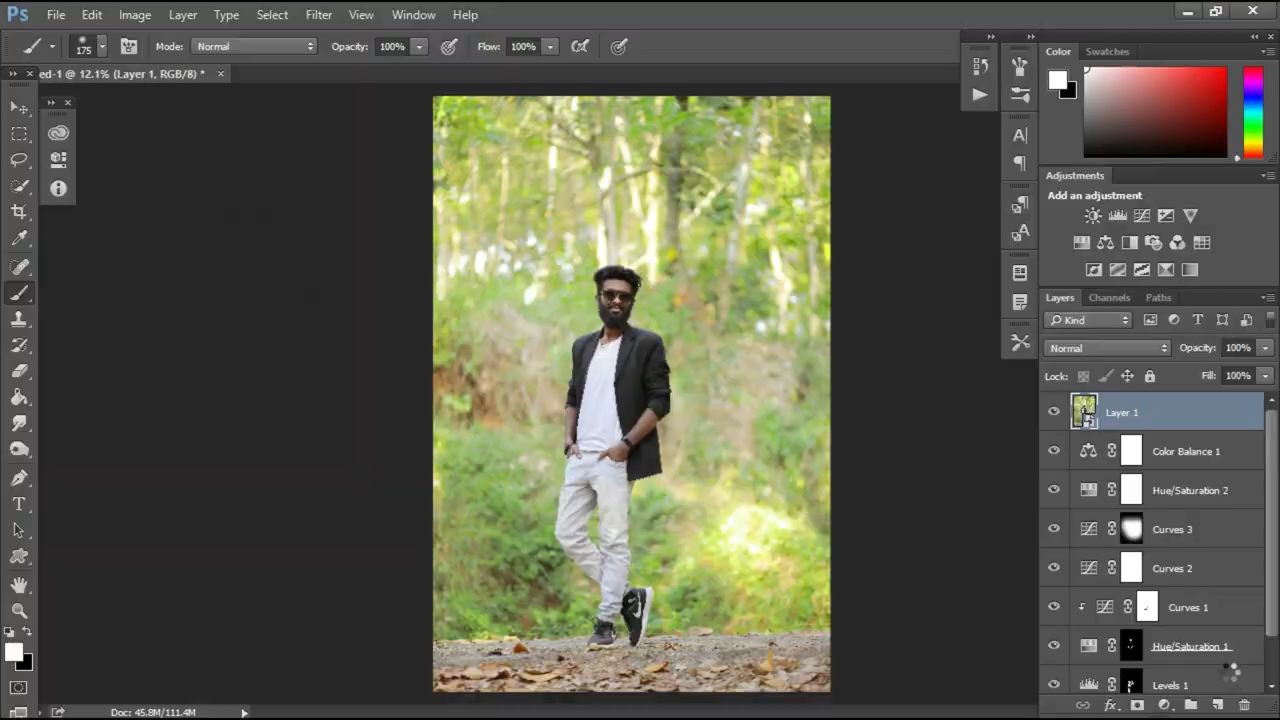 Ps File Edit Image Layer Type Select Filter View Window Help
175 Mode: Normal Opacity: 100% Flow: 100%
ed-1 @ 12.1% (Layer 1, RGB/8) *
Color Swatches
Adjustments
Add an adjustment
Layers Channels Paths
Kind
Normal Opacity: 100%
Lock: Fill: 100%
Layer 1
Color Balance 1
Hue/Saturation 2
Curves 3
Curves 2
Curves 1
Hue/Saturation 1
Levels 1
Doc: 45.8M/111.4M